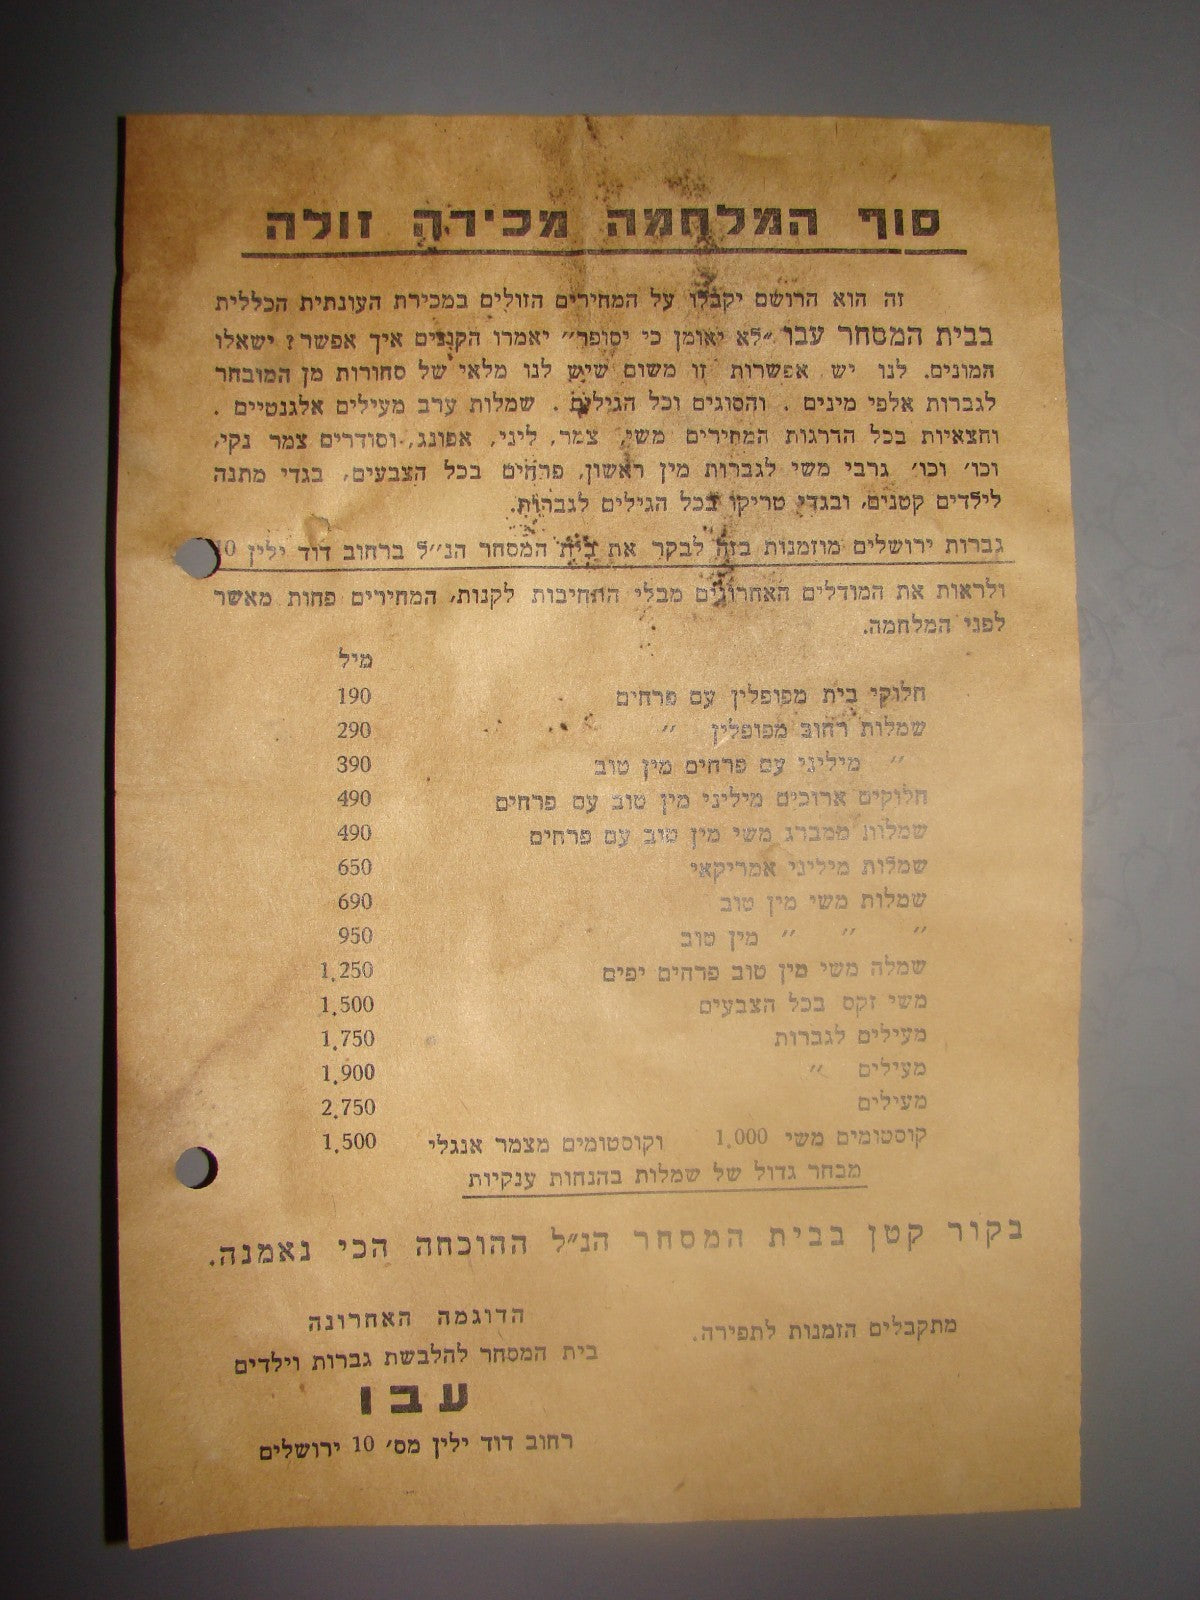 סוף המלחמה מכירה זולה
זה הוא הרושם יקבלו על המחירים הזולים במכירת העונתית הכללית
בבית המסחר עבו „לא יאומן כי יסופר״ יאמרו הקונים איך אפשר? ישאלו
המונים. לנו יש אפשרות זו משום שיש לנו מלאי של סחורות מן המובחר
לגברות אלפי מינים. והסוגים וכל הגילים. שמלות ערב מעילים אלגנטיים.
וחצאיות בכל הדרגות המחירים משי, צמר, ליני, אפונג, וסודרים צמר נקי,
וכו׳ וכו׳ גרבי משי לגברות מין ראשון, פרחים בכל הצבעים, בגדי מתנה
לילדים קטנים, ובגדי טריקו בכל הגילים לגברות.
גברות ירושלים מוזמנות בזה לבקר את בית המסחר הנ״ל ברחוב דוד ילין 10
ולראות את המודלים האחרונים מבלי התחיבות לקנות, המחירים פחות מאשר
לפני המלחמה.
מיל
חלוקי בית מפופלין עם פרחים 190
שמלות רחוב מפופלין ״ 290
״ מיליני עם פרחים מין טוב 390
חלוקים ארוכים מיליני מין טוב עם פרחים 490
שמלות ממברג משי מין טוב עם פרחים 490
שמלות מיליני אמריקאי 650
שמלות משי מין טוב 690
״ ״ ״ מין טוב 950
שמלה משי מין טוב פרחים יפים 1.250
משי זקס בכל הצבעים 1.500
מעילים לגברות 1.750
מעילים ״ 1.900
מעילים 2.750
קוסטומים משי 1.000 וקוסטומים מצמר אנגלי 1.500
מבחר גדול של שמלות בהנחות ענקיות
בקור קטן בבית המסחר הנ״ל ההוכחה הכי נאמנה.
מתקבלים הזמנות לתפירה.
הדוגמה האחרונה
בית המסחר להלבשת גברות וילדים
עבו
רחוב דוד ילין מס׳ 10 ירושלים